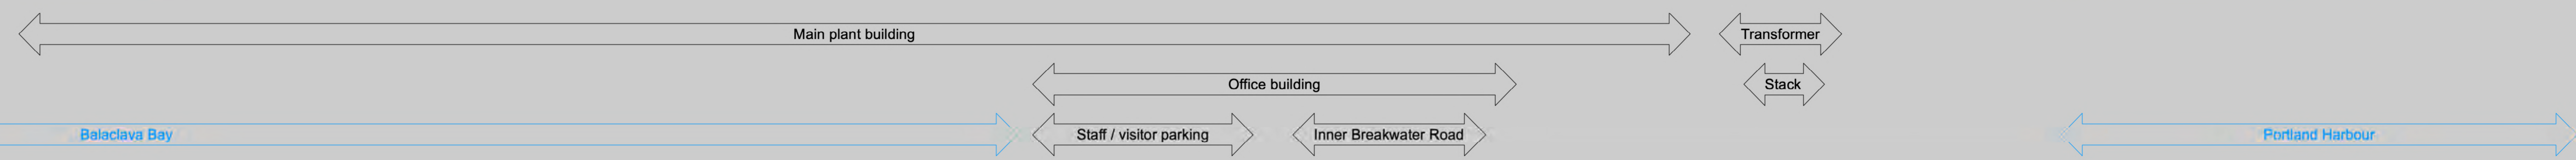 Main plant building
Transformer
Office building
Stack
Balaclava Bay
Staff / visitor parking
Inner Breakwater Road
Portland Harbour